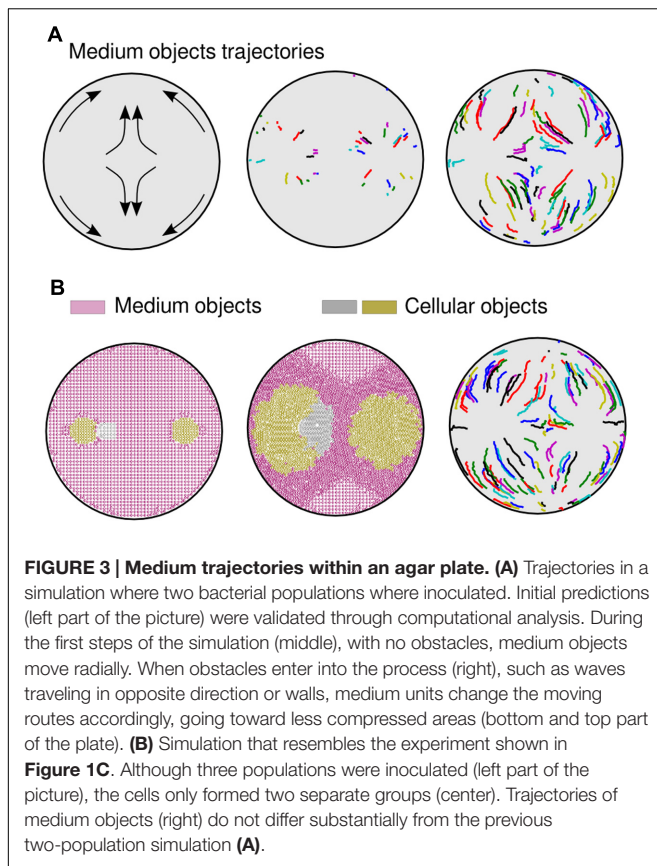 A
Medium objects trajectories
B
Medium objects
Cellular objects
FIGURE 3 | Medium trajectories within an agar plate. (A) Trajectories in a
simulation where two bacterial populations where inoculated. Initial predictions
(left part of the picture) were validated through computational analysis. During
the first steps of the simulation (middle), with no obstacles, medium objects
move radially. When obstacles enter into the process (right), such as waves
traveling in opposite direction or walls, medium units change the moving
routes accordingly, going toward less compressed areas (bottom and top part
of the plate). (B) Simulation that resembles the experiment shown in
Figure 1C. Although three populations were inoculated (left part of the
picture), the cells only formed two separate groups (center). Trajectories of
medium objects (right) do not differ substantially from the previous
two-population simulation (A).